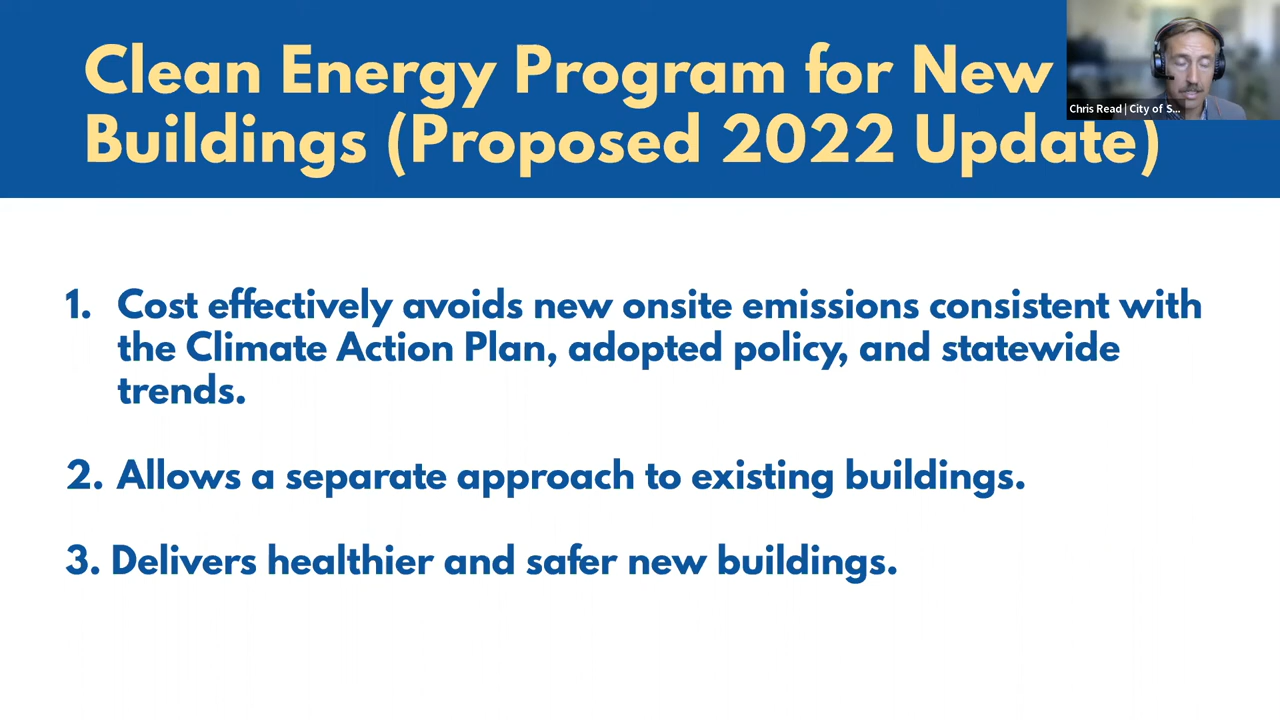 Clean Energy Program for New
Buildings (Proposed 2022 Update)
Chris Read | City of S...
1. Cost effectively avoids new onsite emissions consistent with
the Climate Action Plan, adopted policy, and statewide
trends.
2. Allows a separate approach to existing buildings.
3. Delivers healthier and safer new buildings.